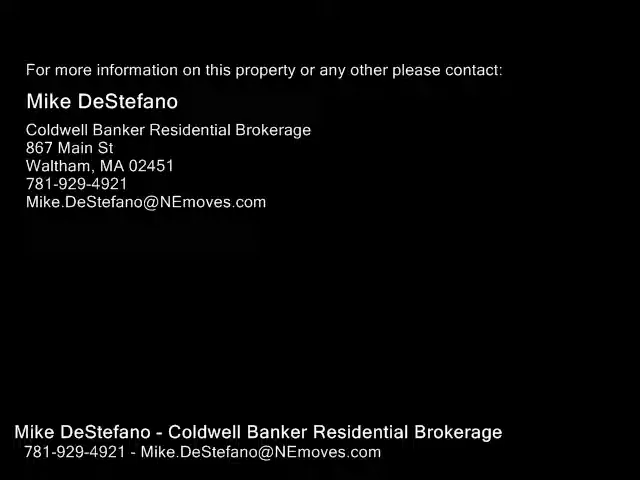 For more information on this property or any other please contact:
Mike DeStefano
Coldwell Banker Residential Brokerage
867 Main St
Waltham, MA 02451
781-929-4921
Mike.DeStefano@NEmoves.com
Mike DeStefano - Coldwell Banker Residential Brokerage
781-929-4921 - Mike.DeStefano@NEmoves.com